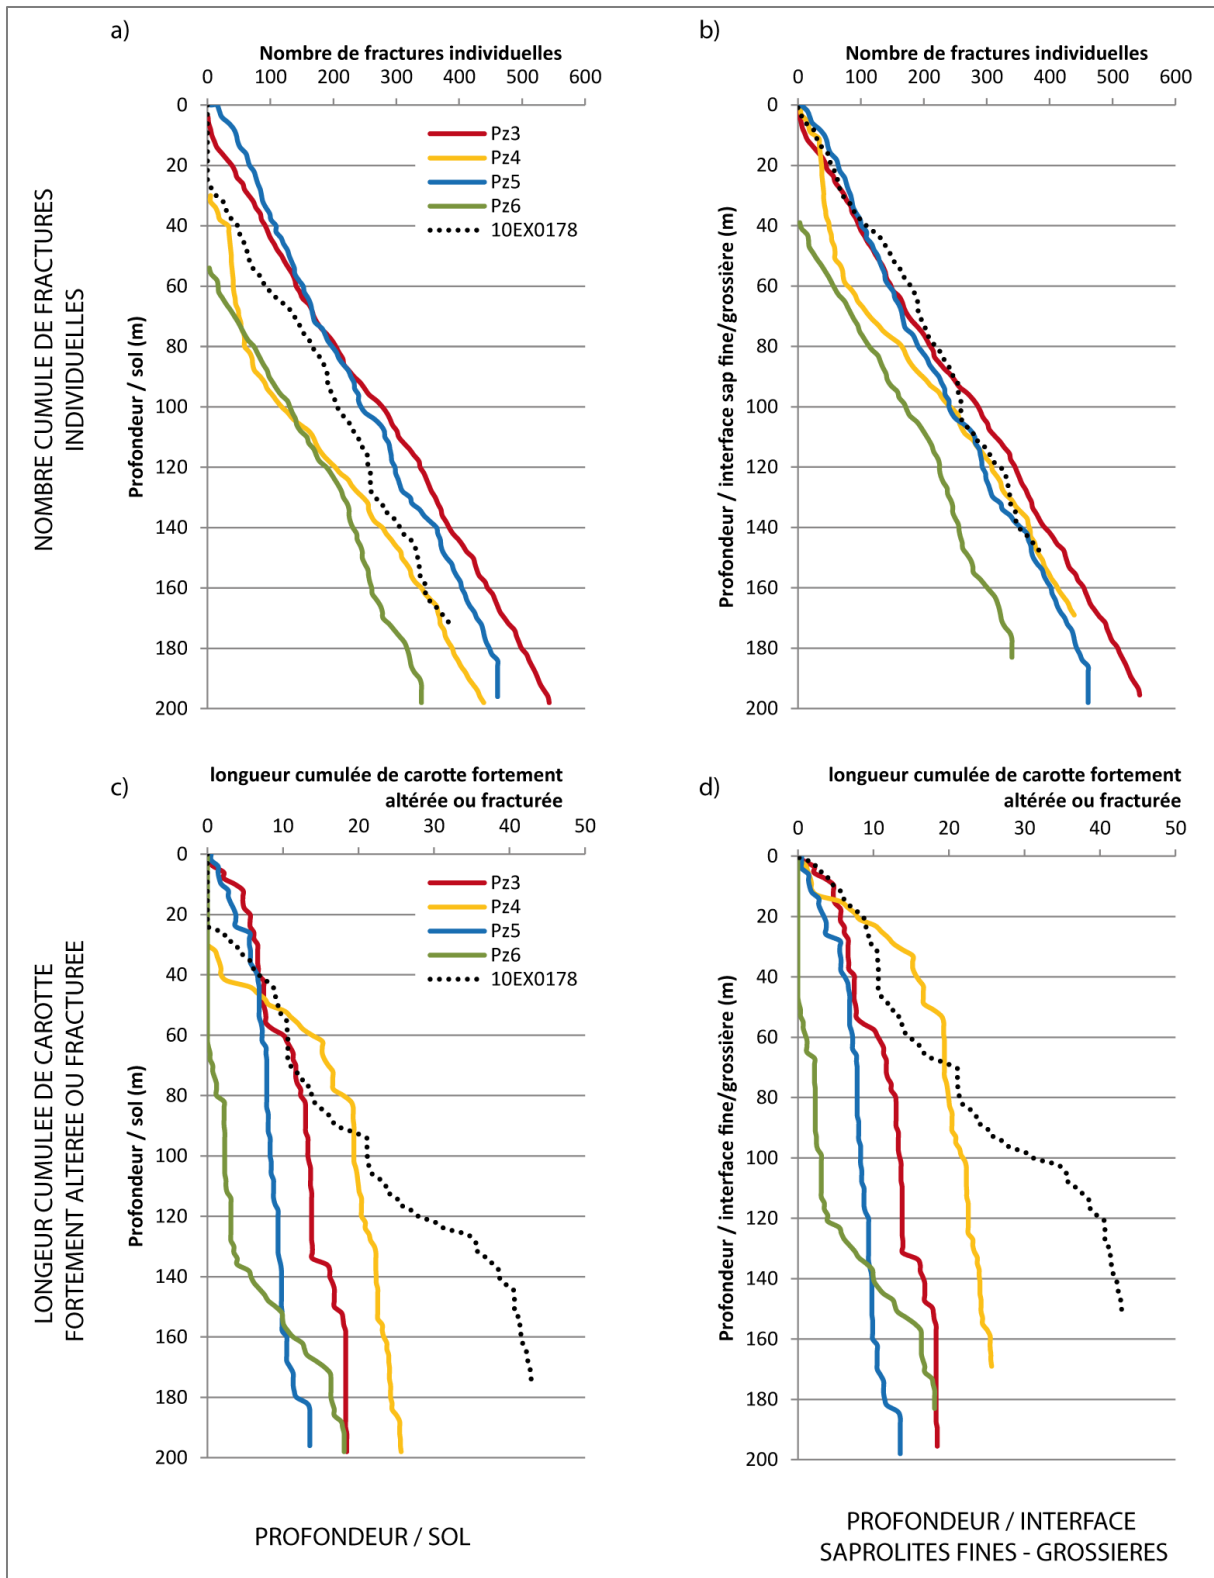 a)
Nombre de fractures individuelles
0 100 200 300 400 500 600
0
20
40
60
80
100
120
140
160
180
200
Profondeur / sol (m)
Pz3
Pz4
Pz5
Pz6
10EX0178
NOMBRE CUMULE DE FRACTURES
INDIVIDUELLES
b)
Nombre de fractures individuelles
0 100 200 300 400 500 600
0
20
40
60
80
100
120
140
160
180
200
Profondeur / interface sap fine/grossière (m)
c)
longueur cumulée de carotte fortement
altérée ou fracturée
0 10 20 30 40 50
0
20
40
60
80
100
120
140
160
180
200
Profondeur / sol (m)
Pz3
Pz4
Pz5
Pz6
10EX0178
LONGEUR CUMULEE DE CAROTTE
FORTEMENT ALTEREE OU FRACTUREE
d)
longueur cumulée de carotte fortement
altérée ou fracturée
0 10 20 30 40 50
0
20
40
60
80
100
120
140
160
180
200
Profondeur / interface fine/grossière (m)
PROFONDEUR / SOL
PROFONDEUR / INTERFACE
SAPROLITES FINES - GROSSIERES